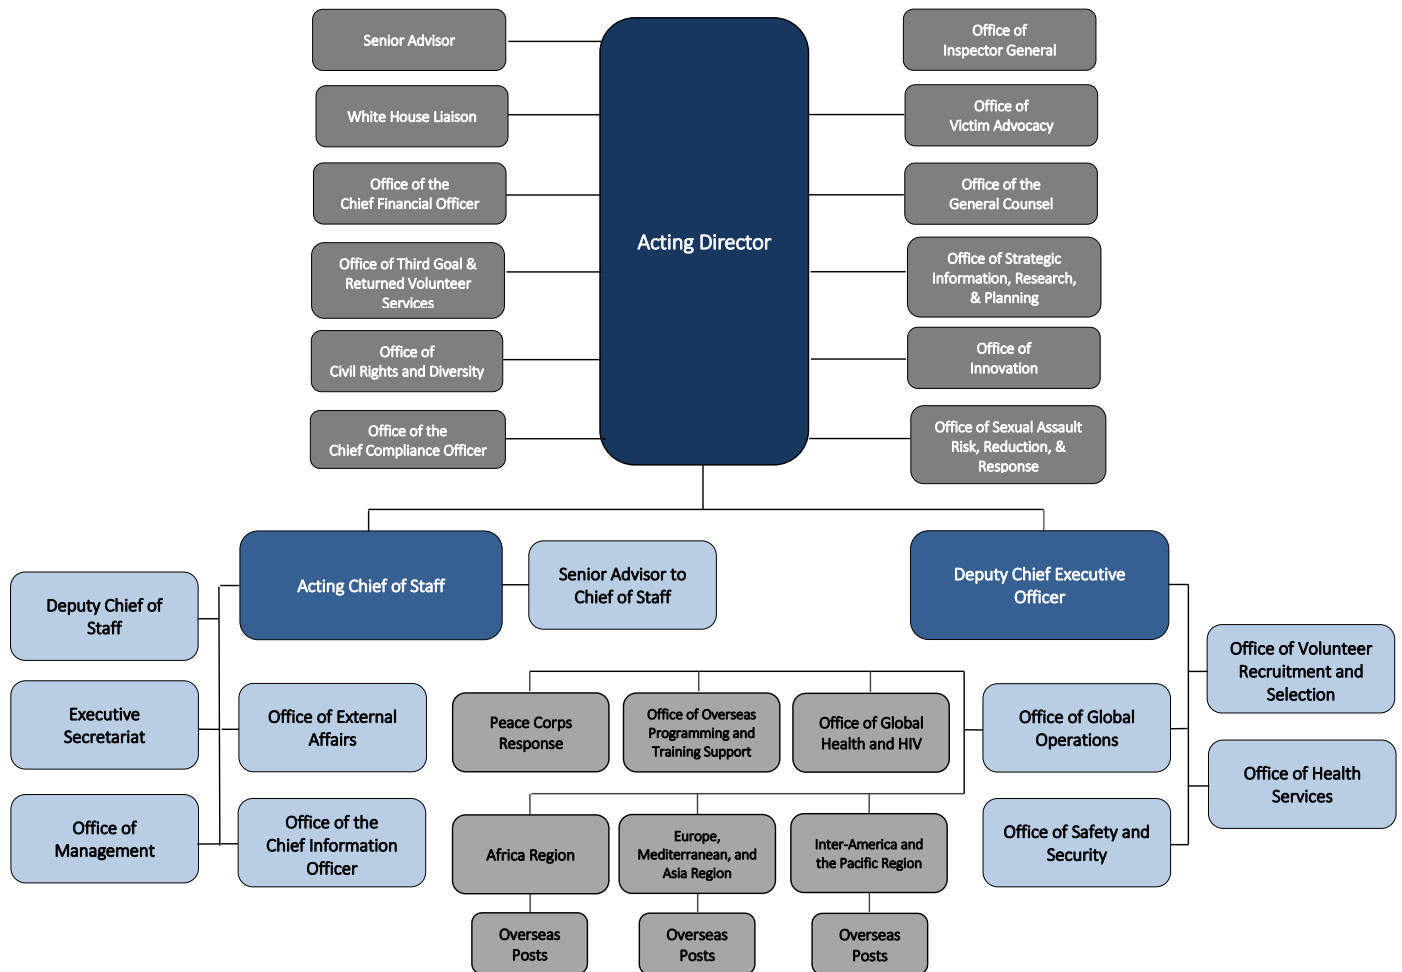 Senior Advisor
Office of
Inspector General
White House Liaison
Office of
Victim Advocacy
Office of the
Chief Financial Officer
Office of the
General Counsel
Acting Director
Office of Third Goal &
Returned Volunteer
Services
Office of Strategic
Information, Research,
& Planning
Office of
Civil Rights and Diversity
Office of
Innovation
Office of the
Chief Compliance Officer
Office of Sexual Assault
Risk, Reduction, &
Response
Acting Chief of Staff
Senior Advisor to
Chief of Staff
Deputy Chief Executive
Officer
Deputy Chief of
Staff
Executive
Secretariat
Office of External
Affairs
Office of
Management
Office of the
Chief Information
Officer
Office of Volunteer
Recruitment and
Selection
Office of Global
Operations
Office of Health
Services
Office of Safety and
Security
Peace Corps
Response
Office of Overseas
Programming and
Training Support
Office of Global
Health and HIV
Africa Region
Europe,
Mediterranean, and
Asia Region
Inter-America and
the Pacific Region
Overseas
Posts
Overseas
Posts
Overseas
Posts